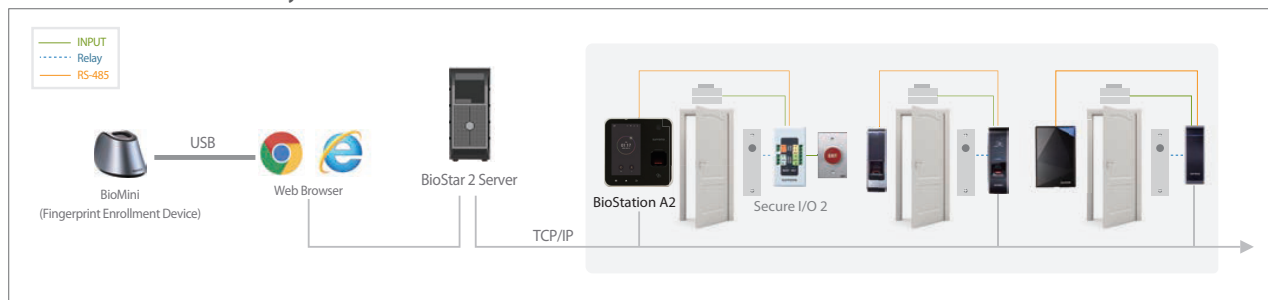 INPUT
Relay
RS-485
USB
BioMini
(Fingerprint Enrollment Device)
Web Browser
BioStar 2 Server
TCP/IP
BioStation A2
Secure I/O 2
EXIT